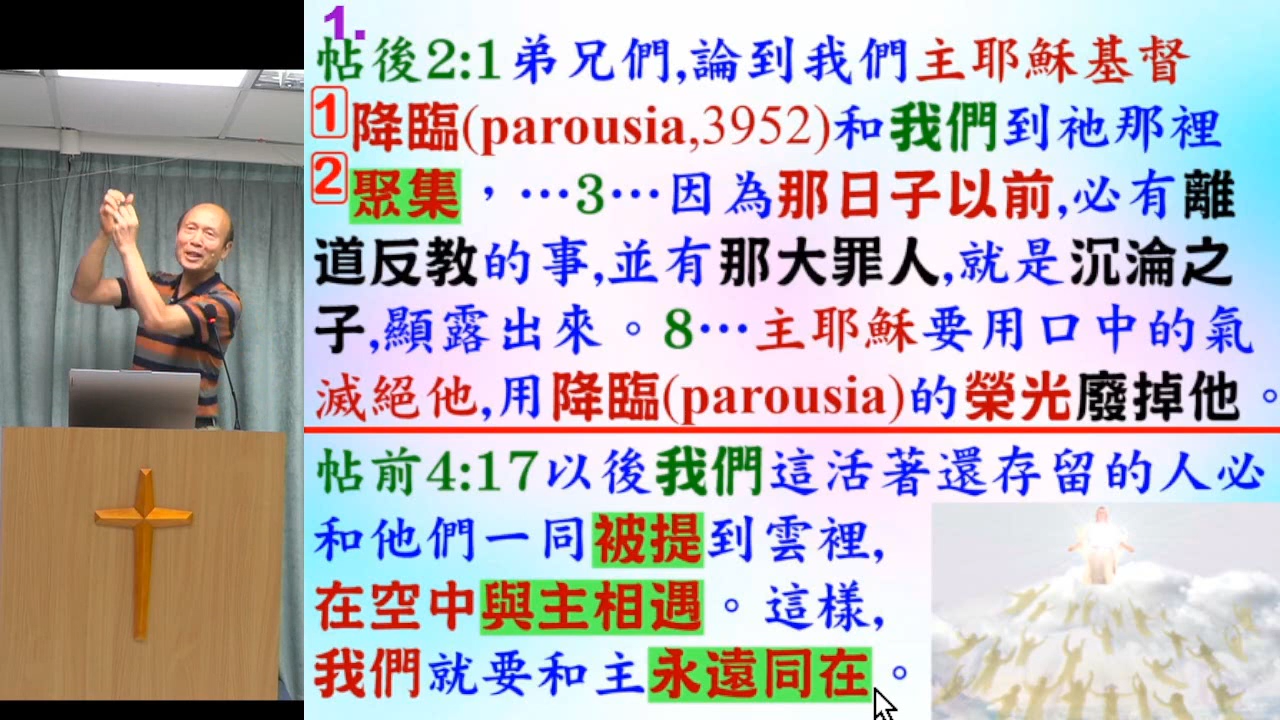 1.
帖後2:1弟兄們,論到我們主耶穌基督
1降臨(parousia,3952)和我們到祂那裡
2聚集,…3…因為那日子以前,必有離
道反教的事,並有那大罪人,就是沉淪之
子,顯露出來。8…主耶穌要用口中的氣
滅絕他,用降臨(parousia)的榮光廢掉他。
帖前4:17以後我們這活著還存留的人必
和他們一同被提到雲裡,
在空中與主相遇。這樣,
我們就要和主永遠同在。